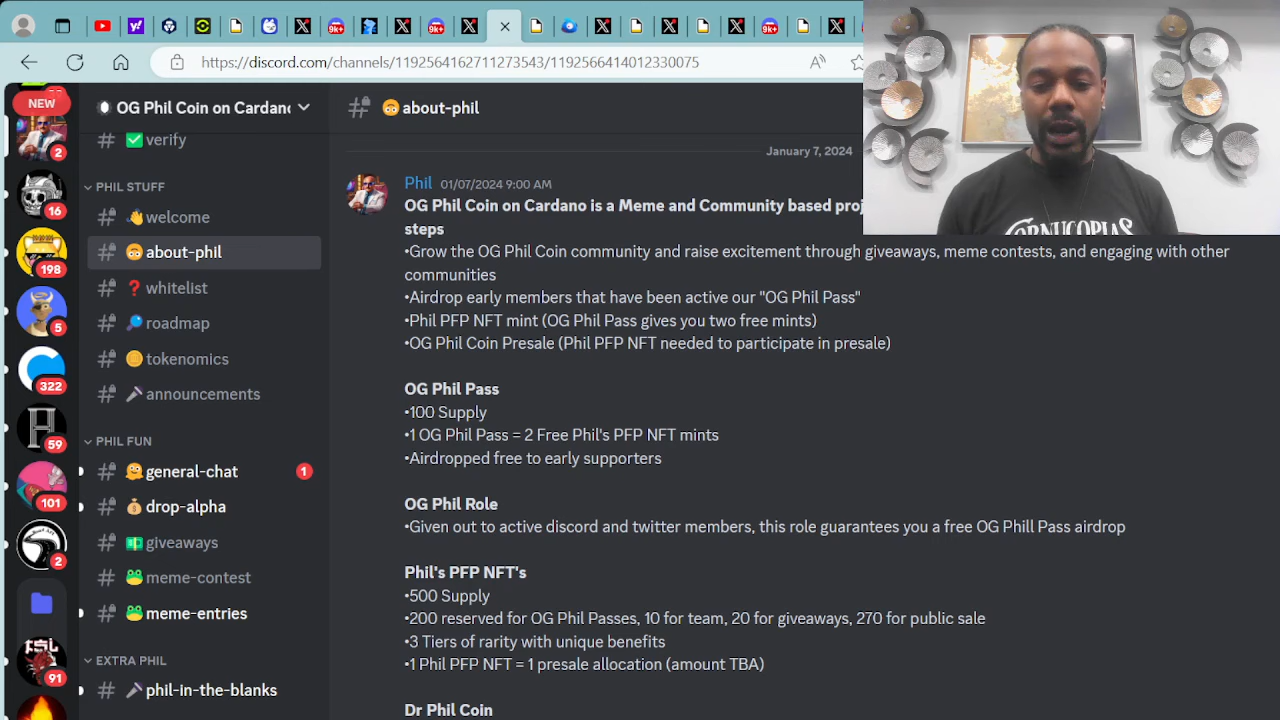 9K+
9K+
9K+
https://discord.com/channels/1192564162711273543/1192566414012330075
NEW
2
16
198
5
322
59
101
2
91
OG Phil Coin on Cardano
verify
PHIL STUFF
welcome
about-phil
whitelist
roadmap
tokenomics
announcements
PHIL FUN
general-chat 1
drop-alpha
giveaways
meme-contest
meme-entries
EXTRA PHIL
phil-in-the-blanks
about-phil
January 7, 2024
Phil 01/07/2024 9:00 AM
OG Phil Coin on Cardano is a Meme and Community based proj
steps
•Grow the OG Phil Coin community and raise excitement through giveaways, meme contests, and engaging with other
communities
•Airdrop early members that have been active our "OG Phil Pass"
•Phil PFP NFT mint (OG Phil Pass gives you two free mints)
•OG Phil Coin Presale (Phil PFP NFT needed to participate in presale)
OG Phil Pass
•100 Supply
•1 OG Phil Pass = 2 Free Phil's PFP NFT mints
•Airdropped free to early supporters
OG Phil Role
•Given out to active discord and twitter members, this role guarantees you a free OG Phill Pass airdrop
Phil's PFP NFT's
•500 Supply
•200 reserved for OG Phil Passes, 10 for team, 20 for giveaways, 270 for public sale
•3 Tiers of rarity with unique benefits
•1 Phil PFP NFT = 1 presale allocation (amount TBA)
Dr Phil Coin
CORNUCOPIAS